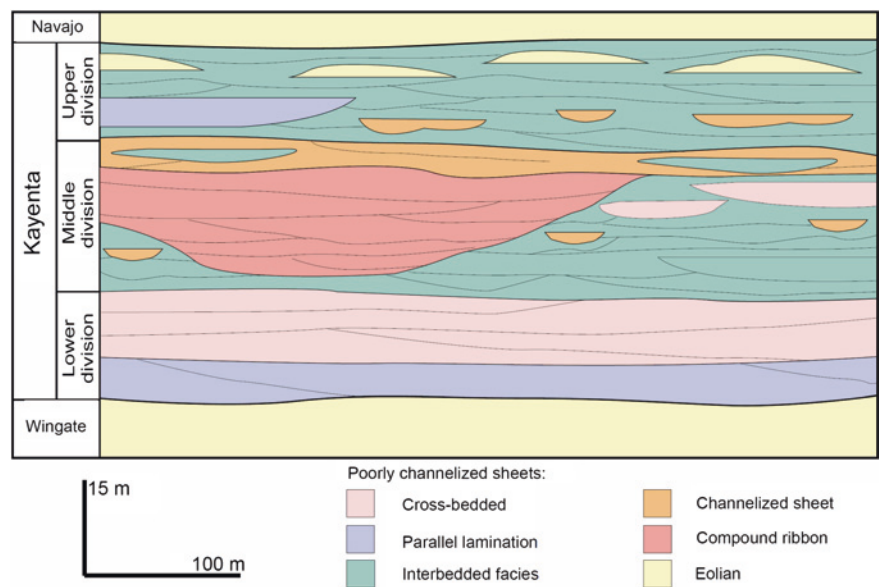 Navajo
Kayenta
Upper
division
Middle
division
Lower
division
Wingate
15 m
100 m
Poorly channelized sheets:
Cross-bedded
Parallel lamination
Interbedded facies
Channelized sheet
Compound ribbon
Eolian